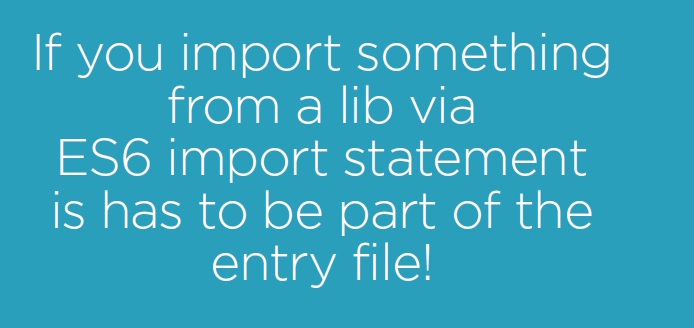 If you import something
from a lib via
ES6 import statement
is has to be part of the
entry file!